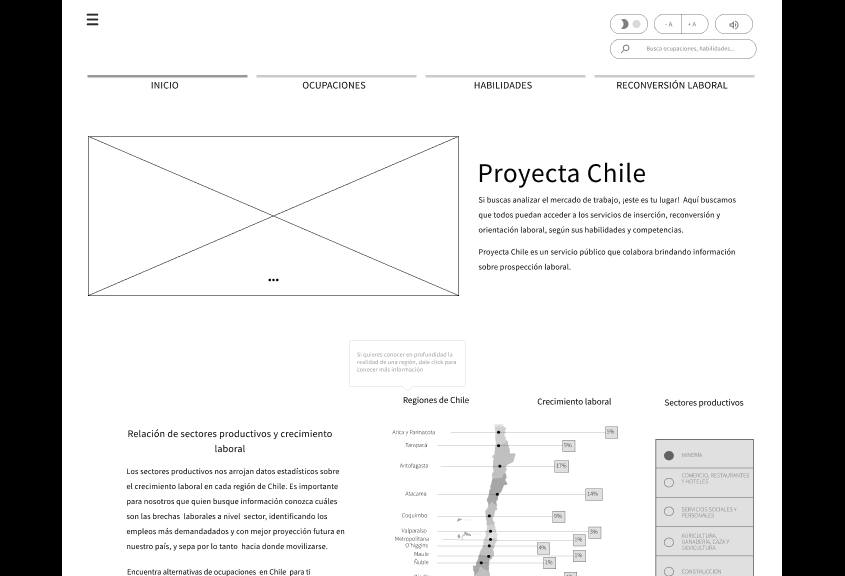 - A
+ A
Busca ocupaciones, habilidades...
INICIO
OCUPACIONES
HABILIDADES
RECONVERSIÓN LABORAL
Proyecta Chile
Si buscas analizar el mercado de trabajo, ¡este es tu lugar! Aquí buscamos
que todos puedan acceder a los servicios de inserción, reconversión y
orientación laboral, según sus habilidades y competencias.
Proyecta Chile es un servicio público que colabora brindando información
sobre prospección laboral.
Si quieres conocer en profundidad la
realidad de una región, dale click para
conocer más información
Regiones de Chile
Crecimiento laboral
Sectores productivos
Relación de sectores productivos y crecimiento
laboral
Los sectores productivos nos arrojan datos estadísticos sobre
el crecimiento laboral en cada región de Chile. Es importante
para nosotros que quien busque información conozca cuáles
son las brechas laborales a nivel sector, identificando los
empleos más demandadados y con mejor proyección futura en
nuestro país, y sepa por lo tanto hacia donde movilizarse.
Encuentra alternativas de ocupaciones en Chile para ti
Arica y Parinacota
5%
Tarapacá
5%
Antofagasta
17%
Atacama
14%
Coquimbo
9%
Valparaíso
3%
Metropolitana
1%
O'higgins
4%
Maule
1%
Ñuble
1%
MINERÍA
COMERCIO, RESTAURANTES
Y HOTELES
SERVICIOS SOCIALES Y
PERSONALES
AGRICULTURA,
GANADERÍA, CAZA Y
SILVICULTURA
CONSTRUCCIÓN